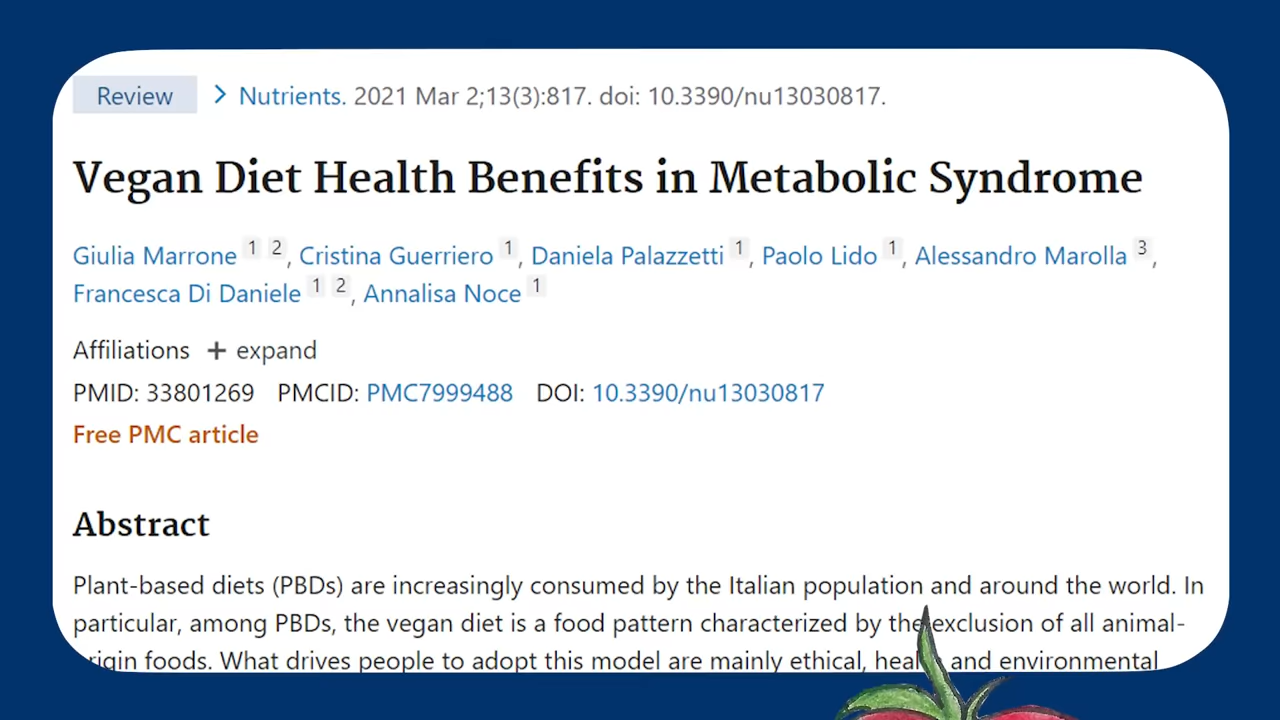 Review > Nutrients. 2021 Mar 2;13(3):817. doi: 10.3390/nu13030817.
Vegan Diet Health Benefits in Metabolic Syndrome
Giulia Marrone 1 2, Cristina Guerriero 1, Daniela Palazzetti 1, Paolo Lido 1, Alessandro Marolla 3,
Francesca Di Daniele 1 2, Annalisa Noce 1
Affiliations + expand
PMID: 33801269 PMCID: PMC7999488 DOI: 10.3390/nu13030817
Free PMC article
Abstract
Plant-based diets (PBDs) are increasingly consumed by the Italian population and around the world. In
particular, among PBDs, the vegan diet is a food pattern characterized by the exclusion of all animal-
origin foods. What drives people to adopt this model are mainly ethical, health and environmental